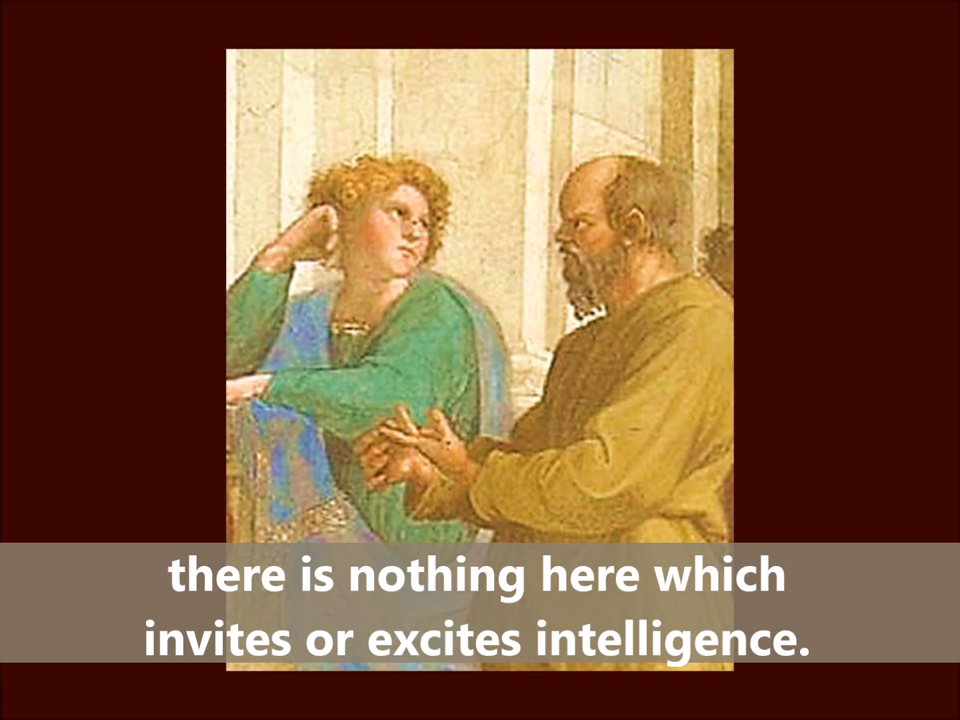 there is nothing here which
invites or excites intelligence.